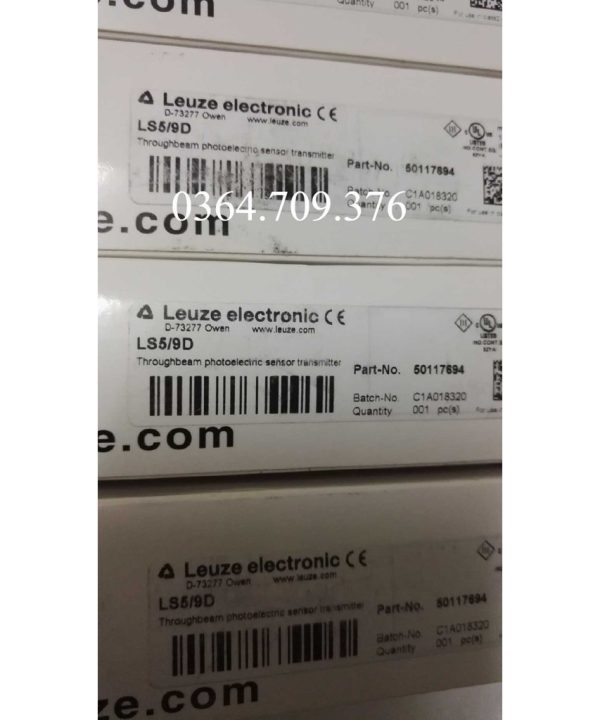 .com
Quantity 001 pc(s)
Leuze electronic CE
D-73277 Owen www.leuze.com
LS5/9D
Throughbeam photoelectric sensor transmitter
Part-No. 50117694
Batch-No. C1A018320
Quantity 001 pc(s)
0364.709.376
e.com
Leuze electronic CE
D-73277 Owen www.leuze.com
LS5/9D
Throughbeam photoelectric sensor transmitter
Part-No. 50117694
Batch-No. C1A018320
Quantity 001 pc(s)
e.com
Leuze electronic CE
D-73277 Owen www.leuze.com
LS5/9D
Throughbeam photoelectric sensor transmitter
Part-No. 50117694
Batch-No. C1A018320
Quantity 001 pc(s)
ze.com